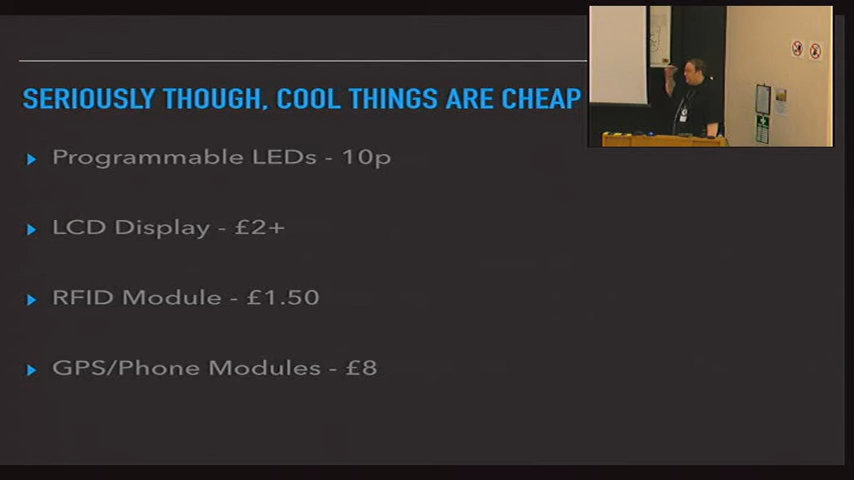 SERIOUSLY THOUGH, COOL THINGS ARE CHEAP
Programmable LEDs - 10p
LCD Display - £2+
RFID Module - £1.50
GPS/Phone Modules - £8